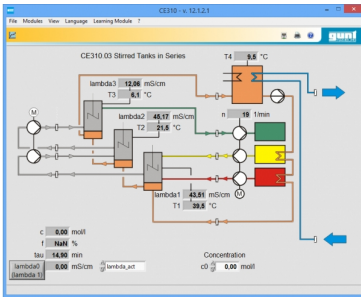 CE310 - v. 12.1.2.1
File Modules View Language Learning Module ?
gunt
CE310.03 Stirred Tanks in Series
T4 9,5 °C
lambda3 12,06 mS/cm
T3 6,1 °C
lambda2 48,17 mS/cm
T2 21,5 °C
n 19 1/min
M
lambda1 43,51 mS/cm
T1 39,5 °C
M
c 0,00 mol/l
f NaN %
tau 14,90 min
lambda0 (lambda 1) 0,00 mS/cm lambda_act
Concentration
c0 0,00 mol/l